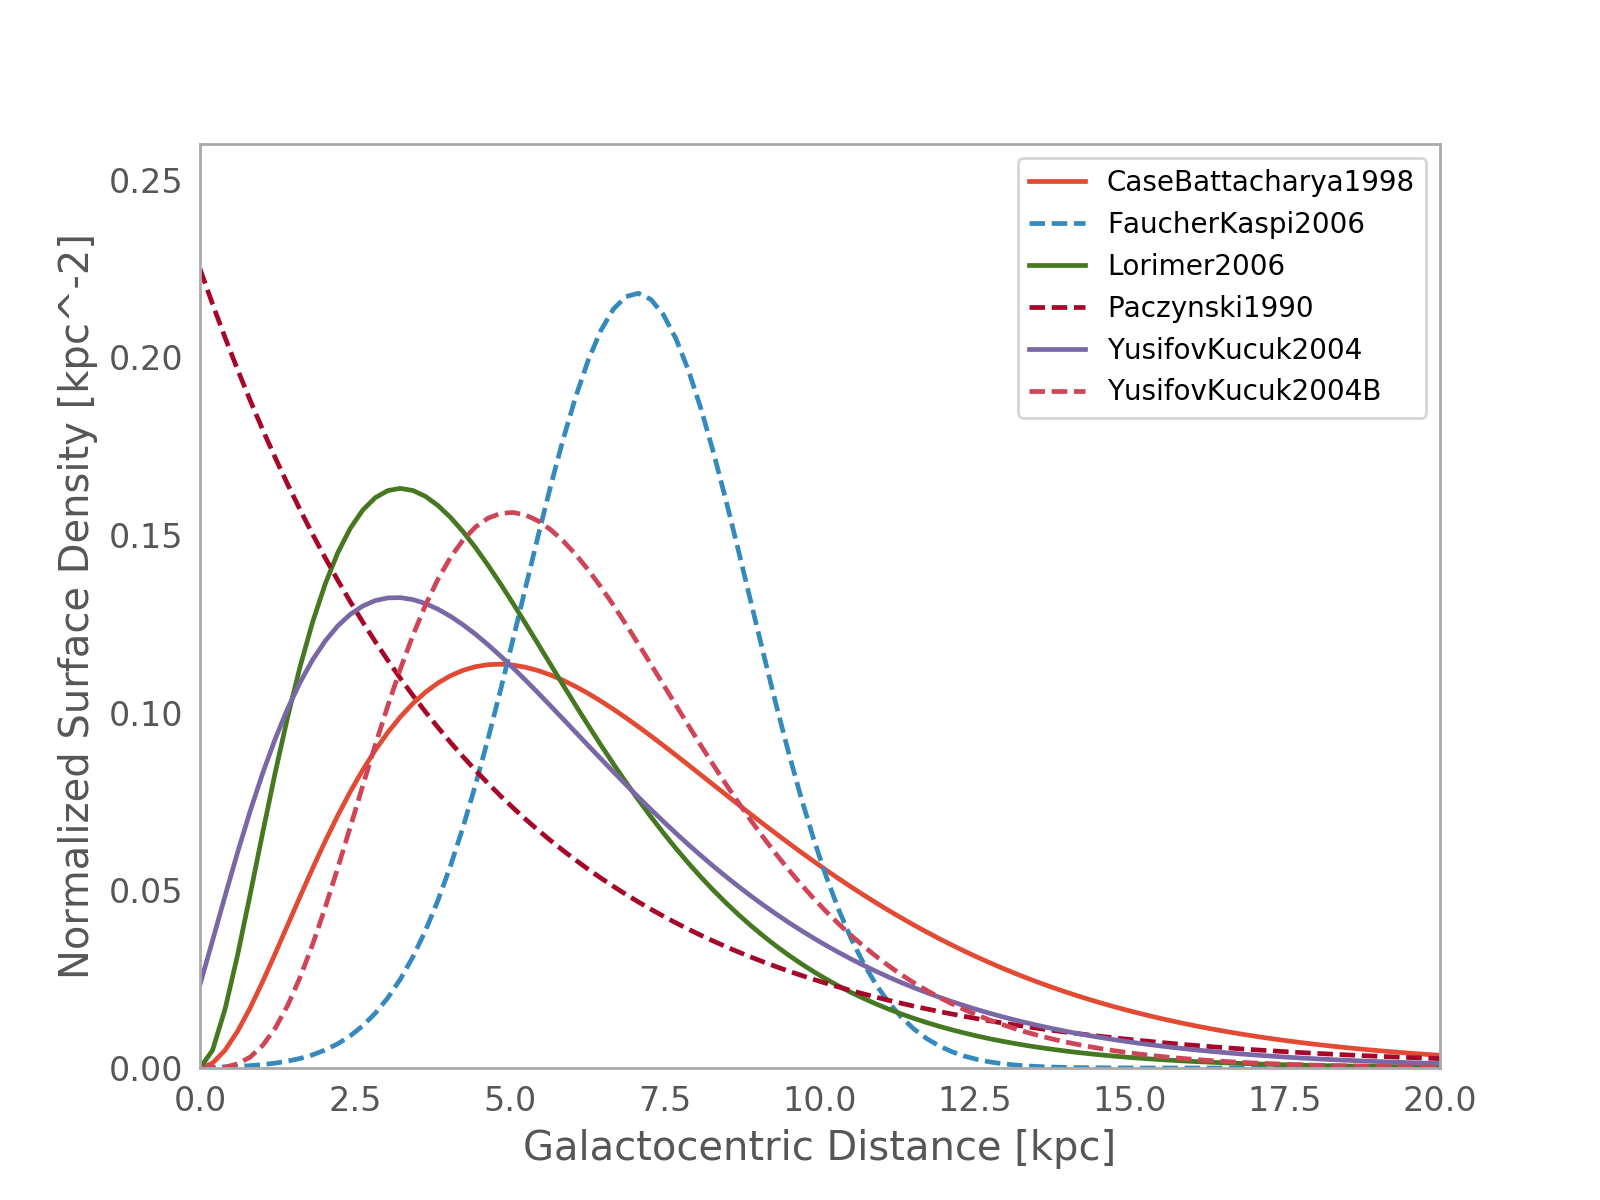 0.25
0.20
0.15
0.10
0.05
0.00
Normalized Surface Density [kpc^-2]
CaseBattacharya1998
FaucherKaspi2006
Lorimer2006
Paczynski1990
YusifovKucuk2004
YusifovKucuk2004B
0.0 2.5 5.0 7.5 10.0 12.5 15.0 17.5 20.0
Galactocentric Distance [kpc]